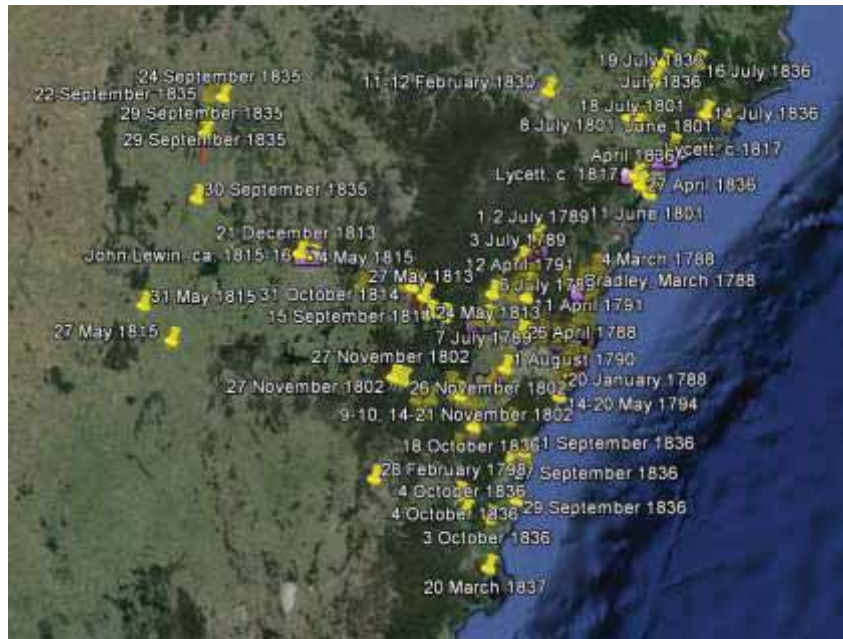 19 July 1836
16 July 1836
July 1836
24 September 1835
11-12 February 1830
22 September 1835
18 July 1801
14 July 1836
29 September 1835
8 July 1801
June 1801
29 September 1835
Lycett, c.1817
April 1836
Lycett, c. 1817
27 April 1836
30 September 1835
1-2 July 1789
11 June 1801
21 December 1813
3 July 1789
John Lewin, ca. 1815-16
4 May 1815
12 April 1791
4 March 1788
27 May 1813
Bradley, March 1788
31 May 1815
31 October 1814
11 April 1791
24 May 1813
27 May 1815
7 July 1789
26 April 1788
27 November 1802
1 August 1790
27 November 1802
26 November 1802
20 January 1788
14-20 May 1794
9-10, 14-21 November 1802
18 October 1836
1 September 1836
28 February 1798
27 September 1836
4 October 1836
29 September 1836
4 October 1836
3 October 1836
20 March 1837